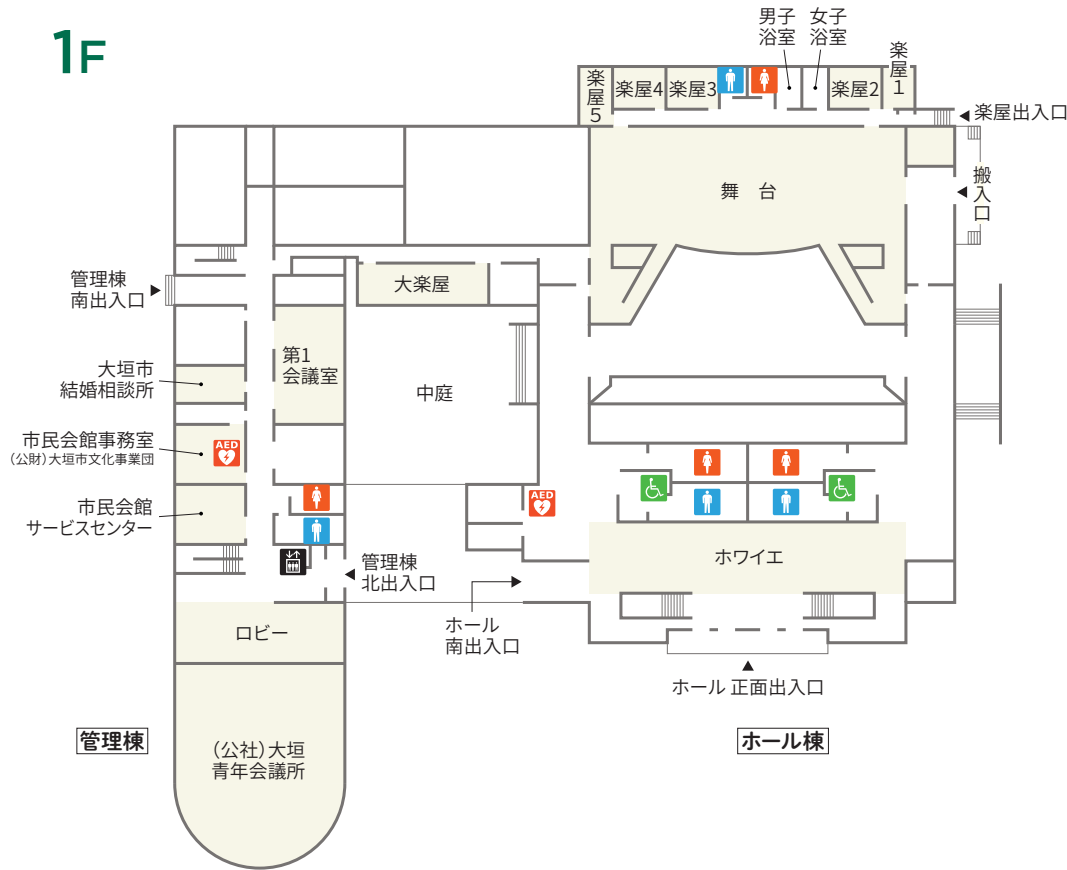 1F
男子
浴室
女子
浴室
楽屋1
楽屋5
楽屋4
楽屋3
楽屋2
楽屋出入口
搬入口
舞　台
管理棟
南出入口
大楽屋
第1
会議室
中庭
大垣市
結婚相談所
市民会館事務室
(公財)大垣市文化事業団
AED
市民会館
サービスセンター
AED
管理棟
北出入口
ホワイエ
ホール
南出入口
ロビー
ホール 正面出入口
管理棟
ホール棟
(公社)大垣
青年会議所